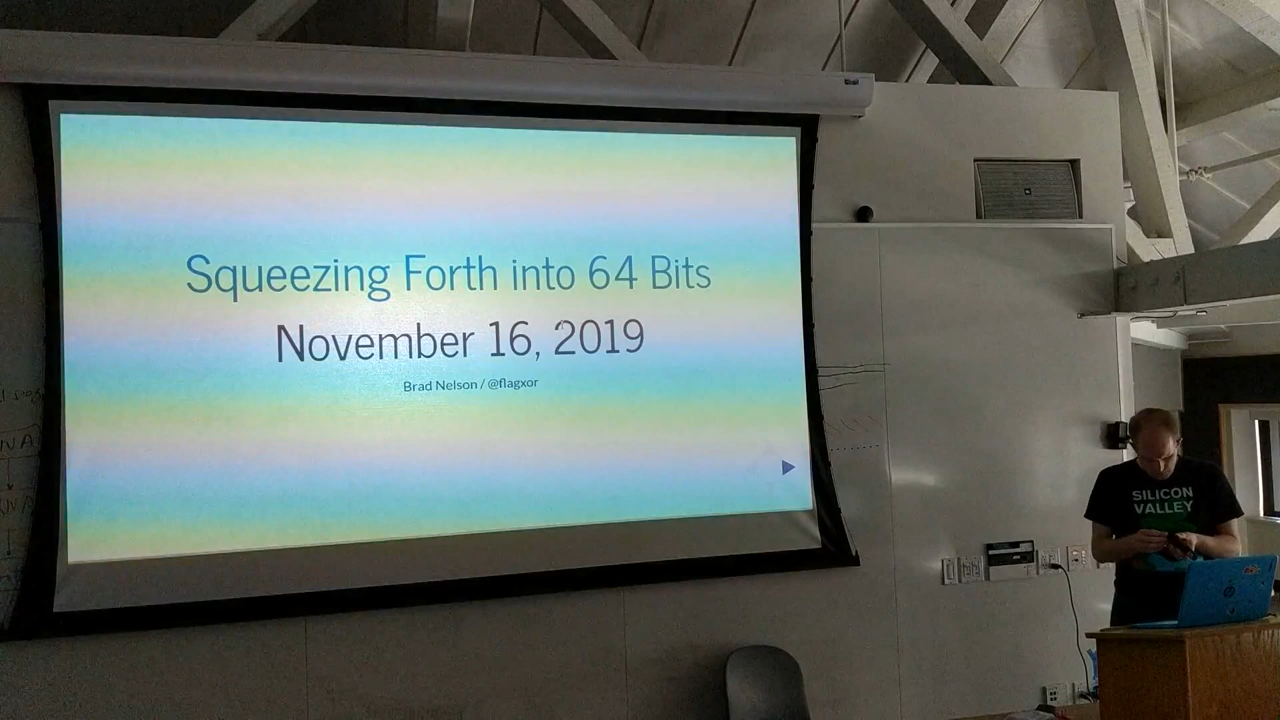 Squeezing Forth into 64 Bits
November 16, 2019
Brad Nelson / @flagxor
SILICON
VALLEY